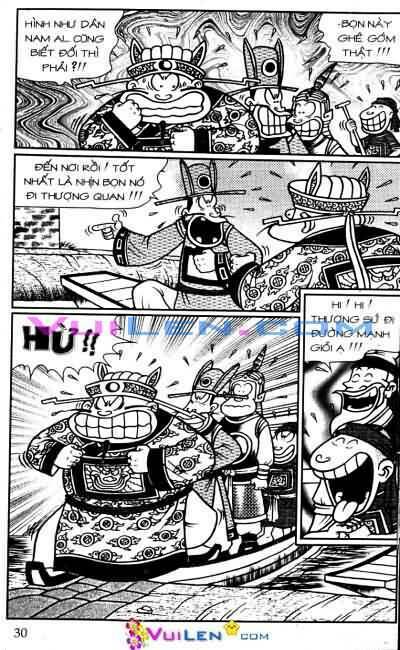 HÌNH NHƯ DÂN
NAM AL CŨNG
BIẾT ĐÓI THÌ
PHẢI ?!!
BỌN NÀY
GHÊ GỚM
THẬT !!!
ĐẾN NƠI RỒI ! TỐT
NHẤT LÀ NHỊN BỌN NÓ
ĐI THƯỢNG QUAN !!!
HI ! HI !
THƯỢNG SỨ ĐI
ĐƯỜNG MẠNH
GIỎI Ạ !!!
VUILEN.COM
HỪ !!
30
VUILEN.COM